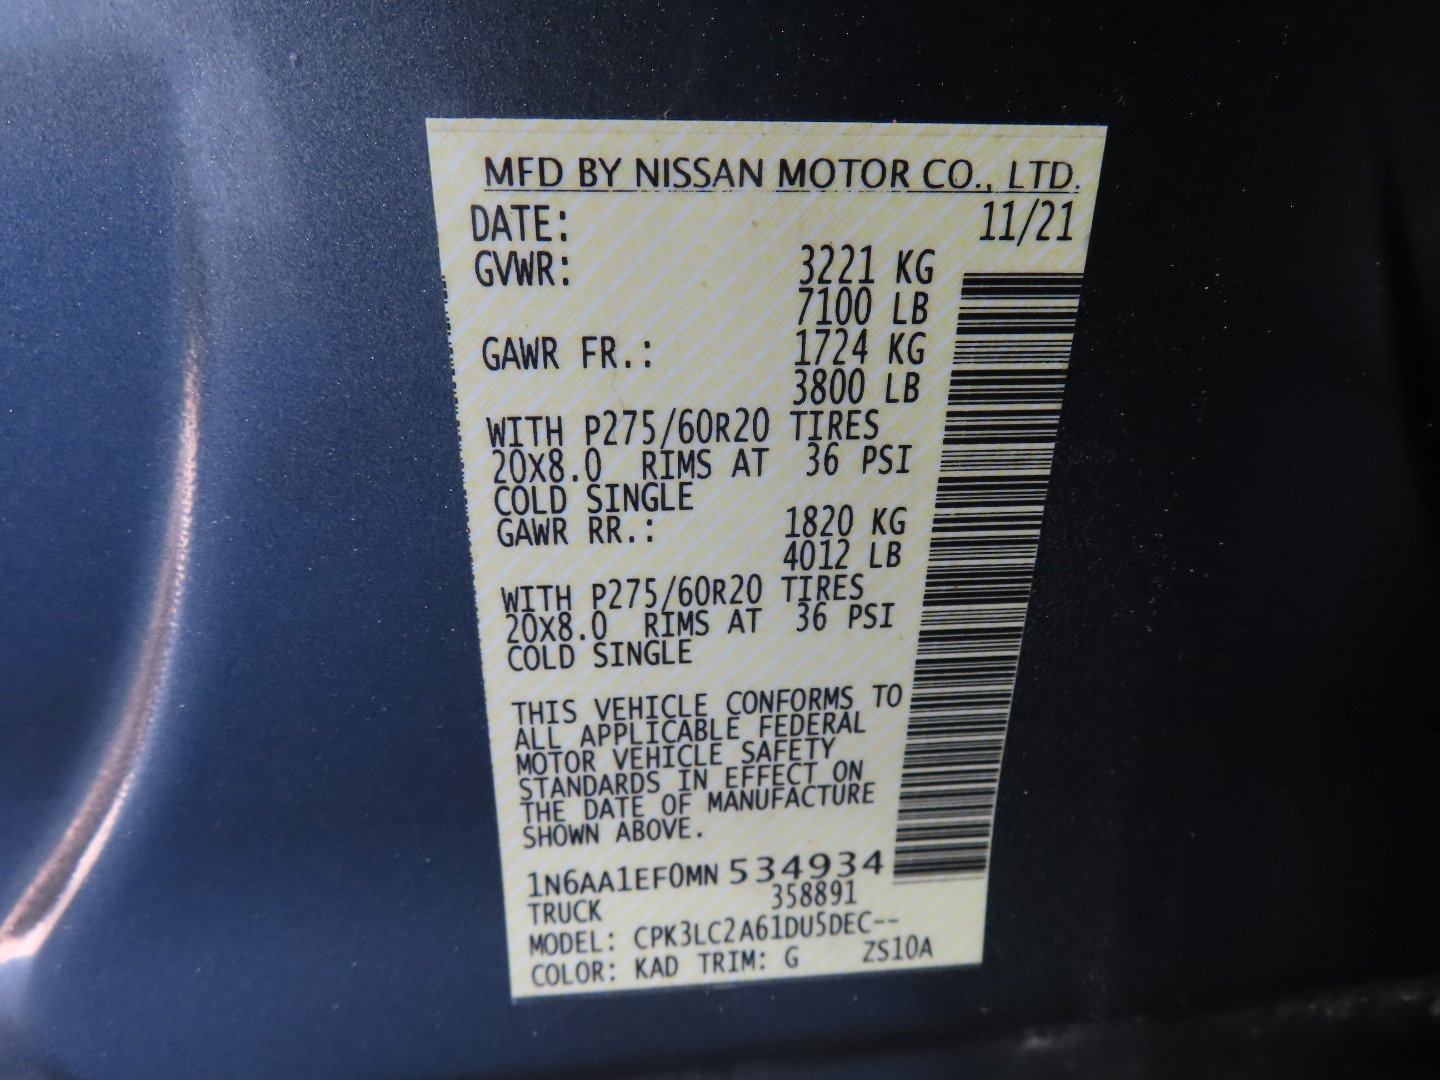 MFD BY NISSAN MOTOR CO., LTD.
DATE: 11/21
GVWR: 3221 KG
7100 LB
GAWR FR.: 1724 KG
3800 LB
WITH P275/60R20 TIRES
20X8.0 RIMS AT 36 PSI
COLD SINGLE
GAWR RR.: 1820 KG
4012 LB
WITH P275/60R20 TIRES
20X8.0 RIMS AT 36 PSI
COLD SINGLE
THIS VEHICLE CONFORMS TO
ALL APPLICABLE FEDERAL
MOTOR VEHICLE SAFETY
STANDARDS IN EFFECT ON
THE DATE OF MANUFACTURE
SHOWN ABOVE.
1N6AA1EF0MN 534934
TRUCK 358891
MODEL: CPK3LC2A61DU5DEC--
COLOR: KAD TRIM: G ZS10A